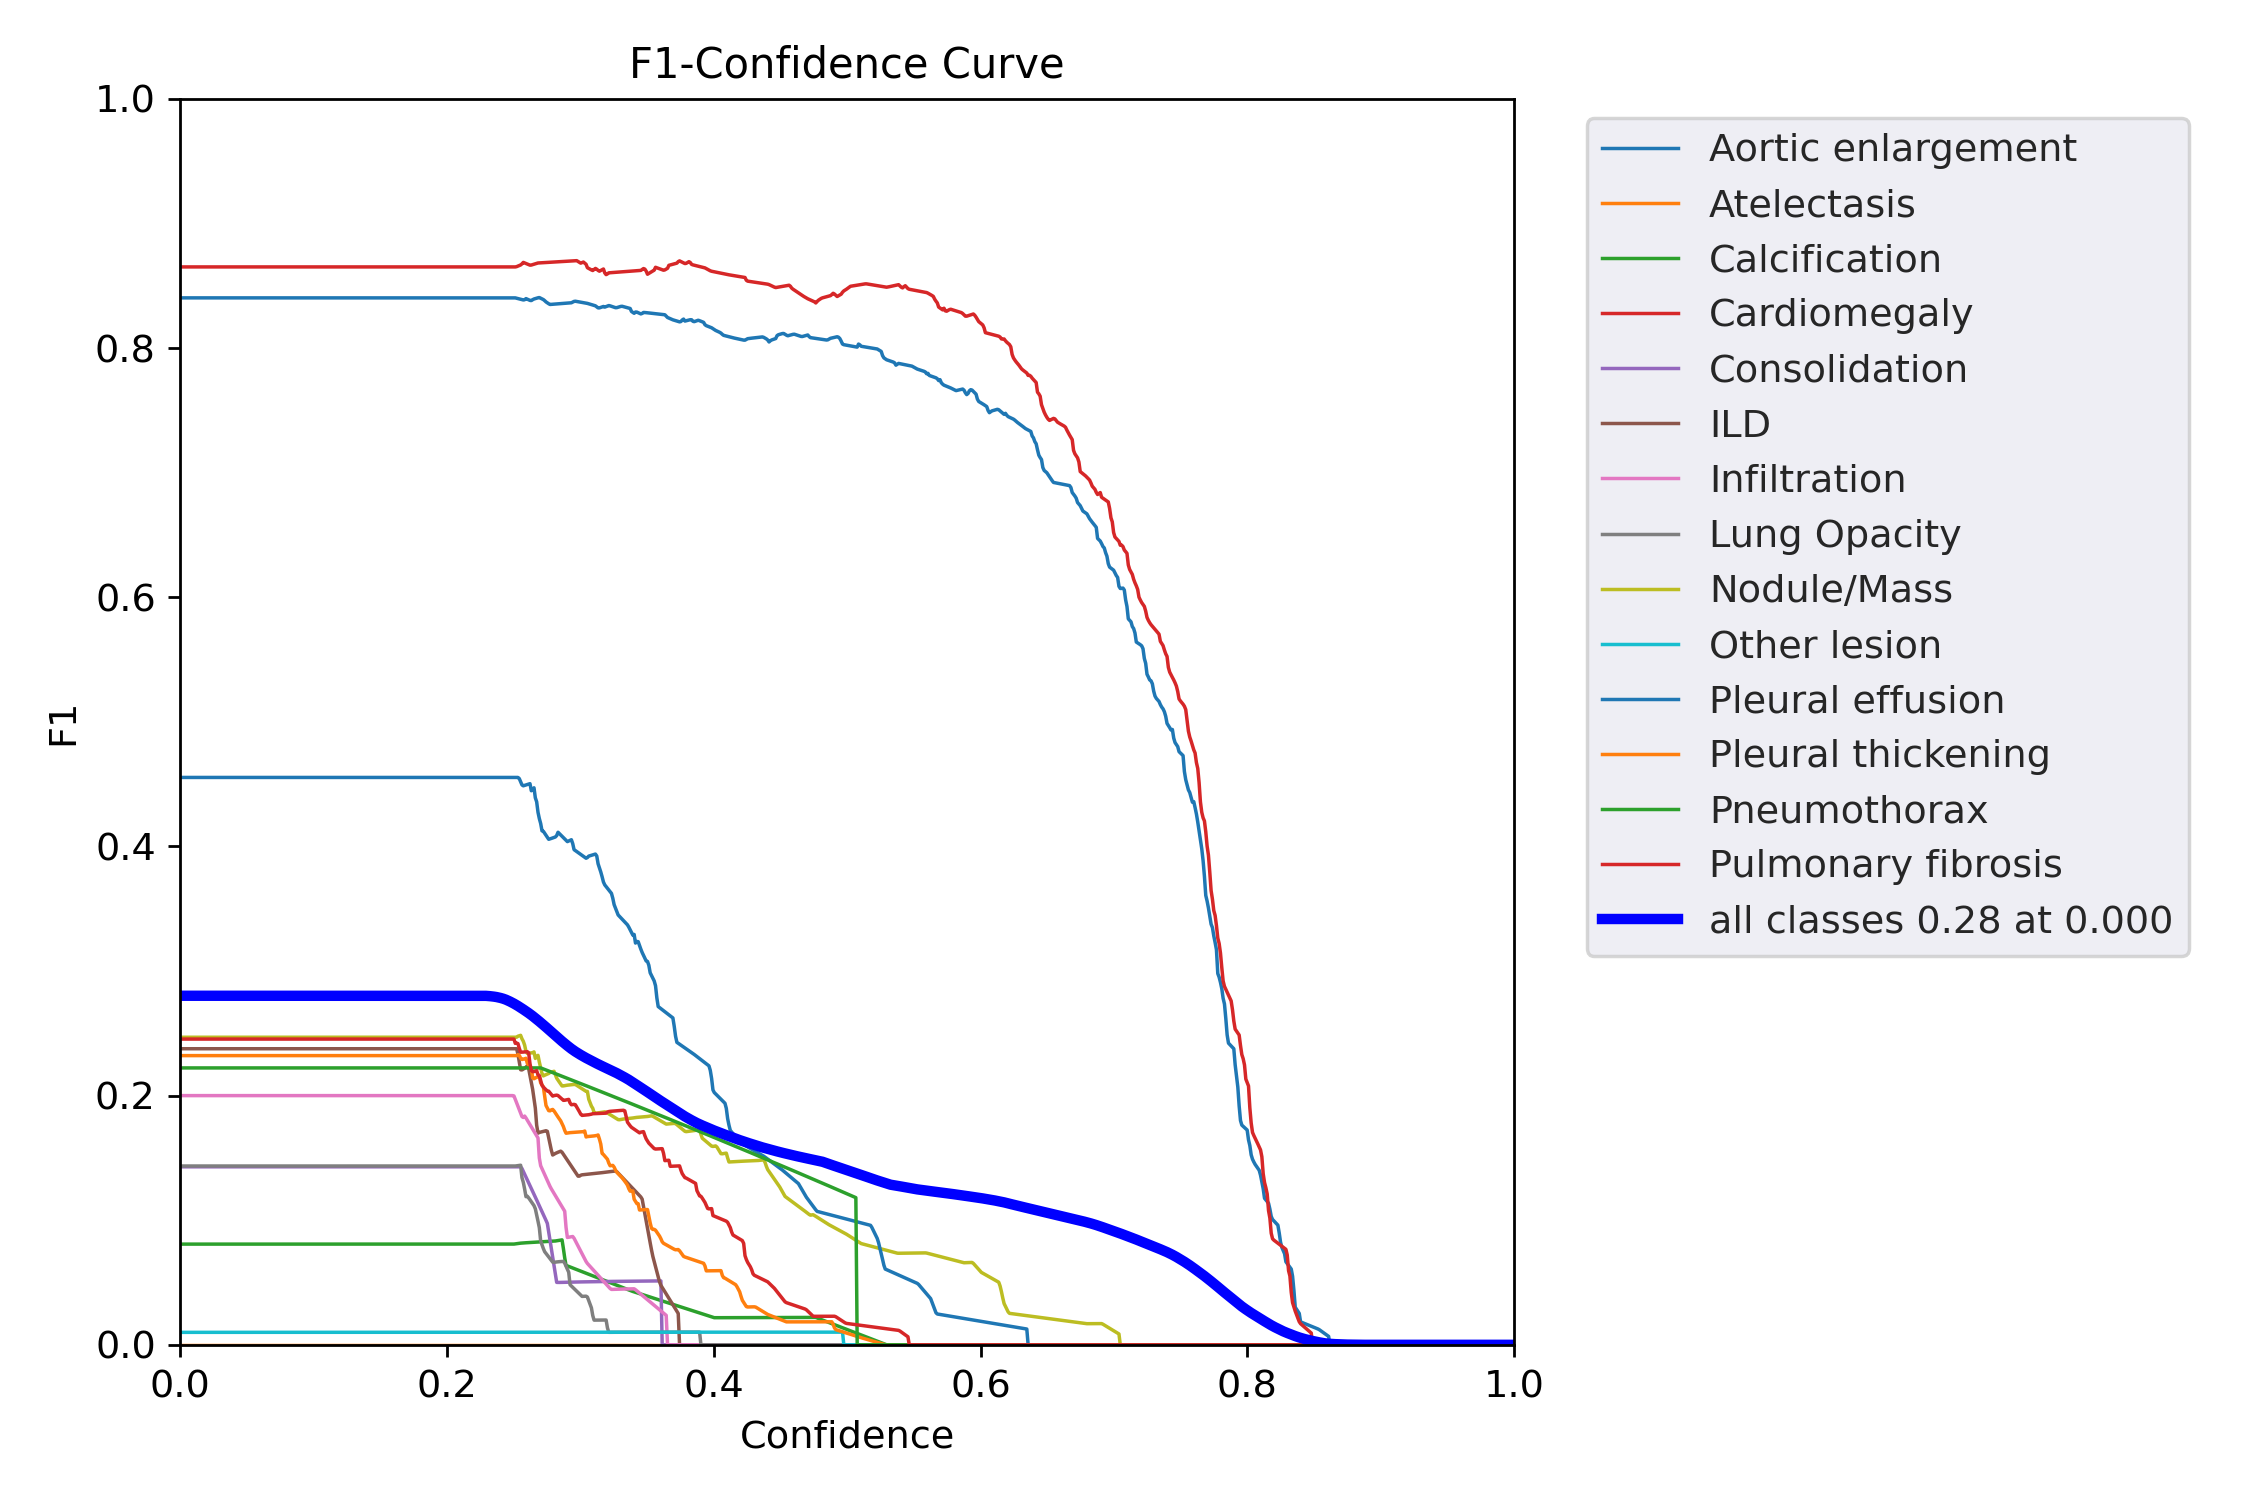 F1-Confidence Curve
1.0
0.8
0.6
0.4
0.2
0.0
F1
0.0 0.2 0.4 0.6 0.8 1.0
Confidence
Aortic enlargement
Atelectasis
Calcification
Cardiomegaly
Consolidation
ILD
Infiltration
Lung Opacity
Nodule/Mass
Other lesion
Pleural effusion
Pleural thickening
Pneumothorax
Pulmonary fibrosis
all classes 0.28 at 0.000